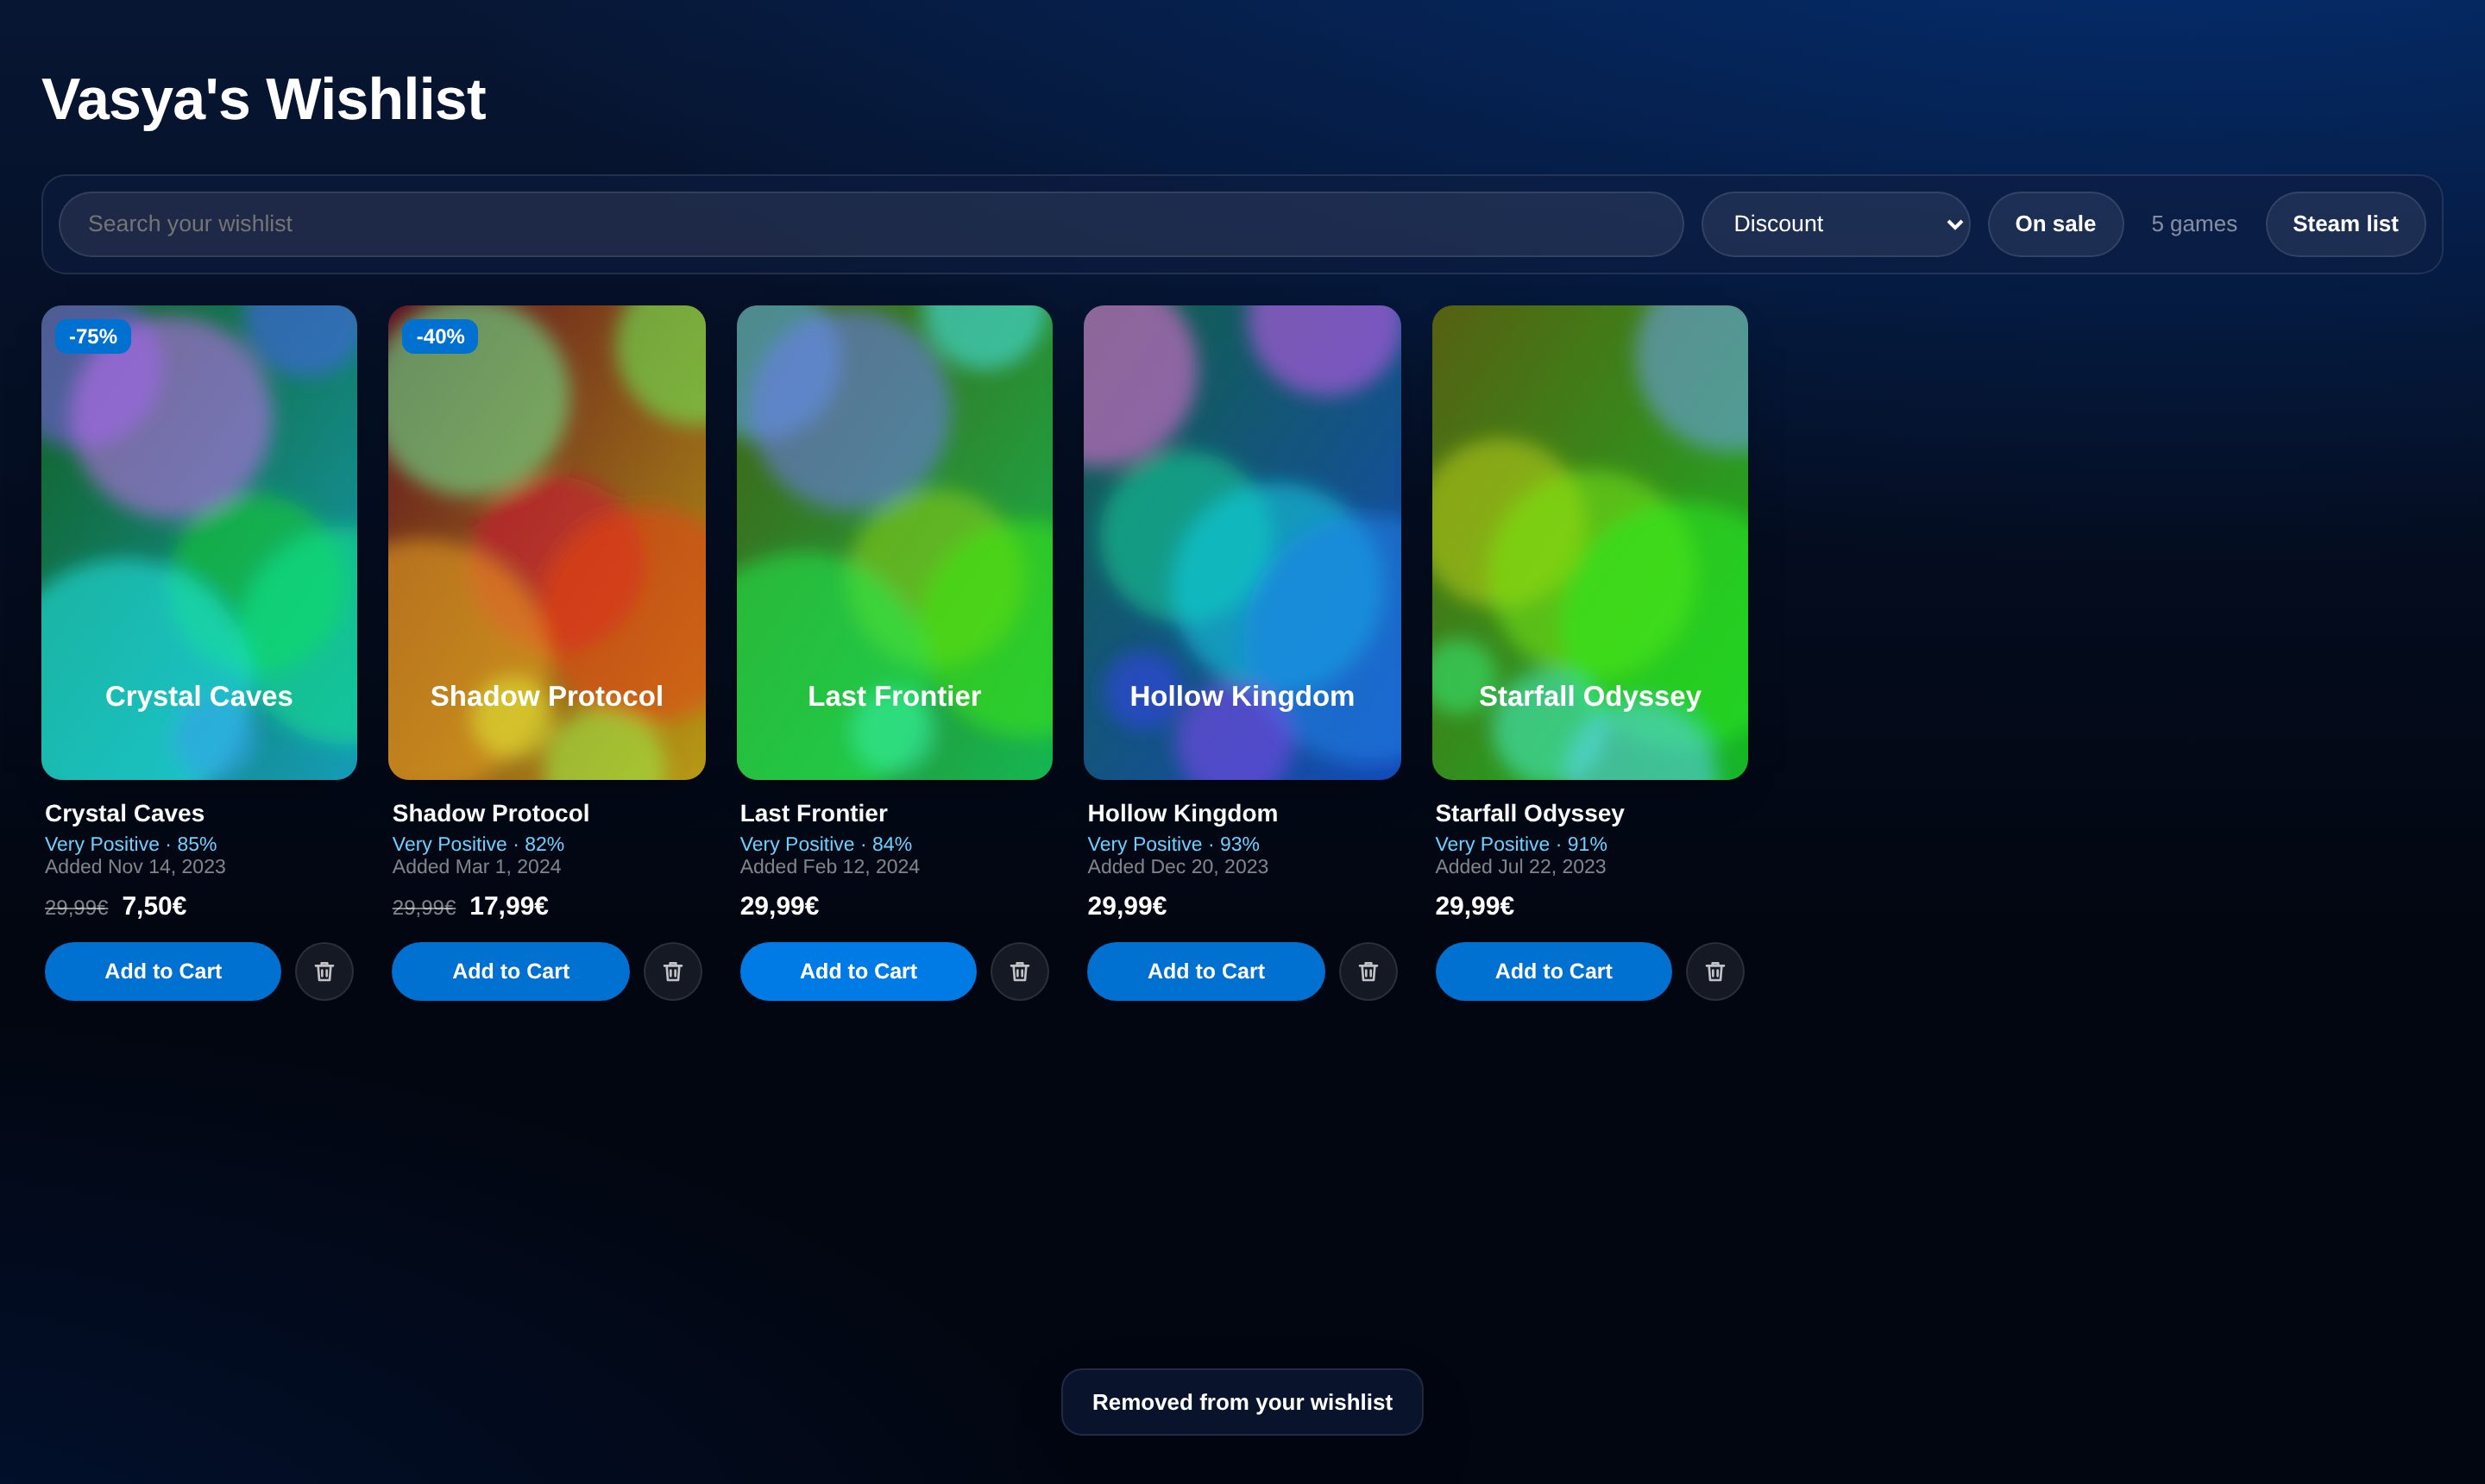 Vasya's Wishlist
Search your wishlist
Discount
On sale
5 games
Steam list
-75%
Crystal Caves
Crystal Caves
Very Positive · 85%
Added Nov 14, 2023
29,99€ 7,50€
Add to Cart
-40%
Shadow Protocol
Shadow Protocol
Very Positive · 82%
Added Mar 1, 2024
29,99€ 17,99€
Add to Cart
Last Frontier
Last Frontier
Very Positive · 84%
Added Feb 12, 2024
29,99€
Add to Cart
Hollow Kingdom
Hollow Kingdom
Very Positive · 93%
Added Dec 20, 2023
29,99€
Add to Cart
Starfall Odyssey
Starfall Odyssey
Very Positive · 91%
Added Jul 22, 2023
29,99€
Add to Cart
Removed from your wishlist